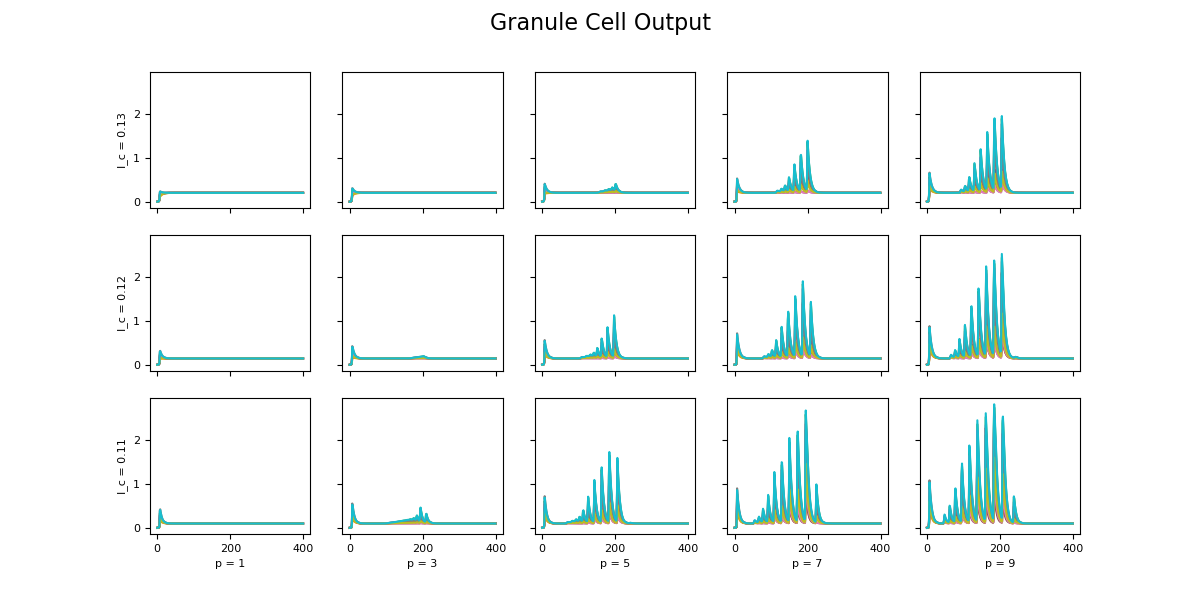 Granule Cell Output
I_c = 0.13
2
1
0
I_c = 0.12
2
1
0
I_c = 0.11
2
1
0
0 200 400 0 200 400 0 200 400 0 200 400 0 200 400
p = 1 p = 3 p = 5 p = 7 p = 9